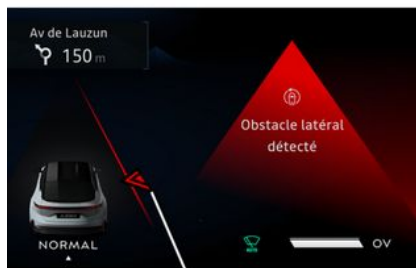 Av de Lauzun
150 m
Obstacle latéral
détecté
NORMAL
OV